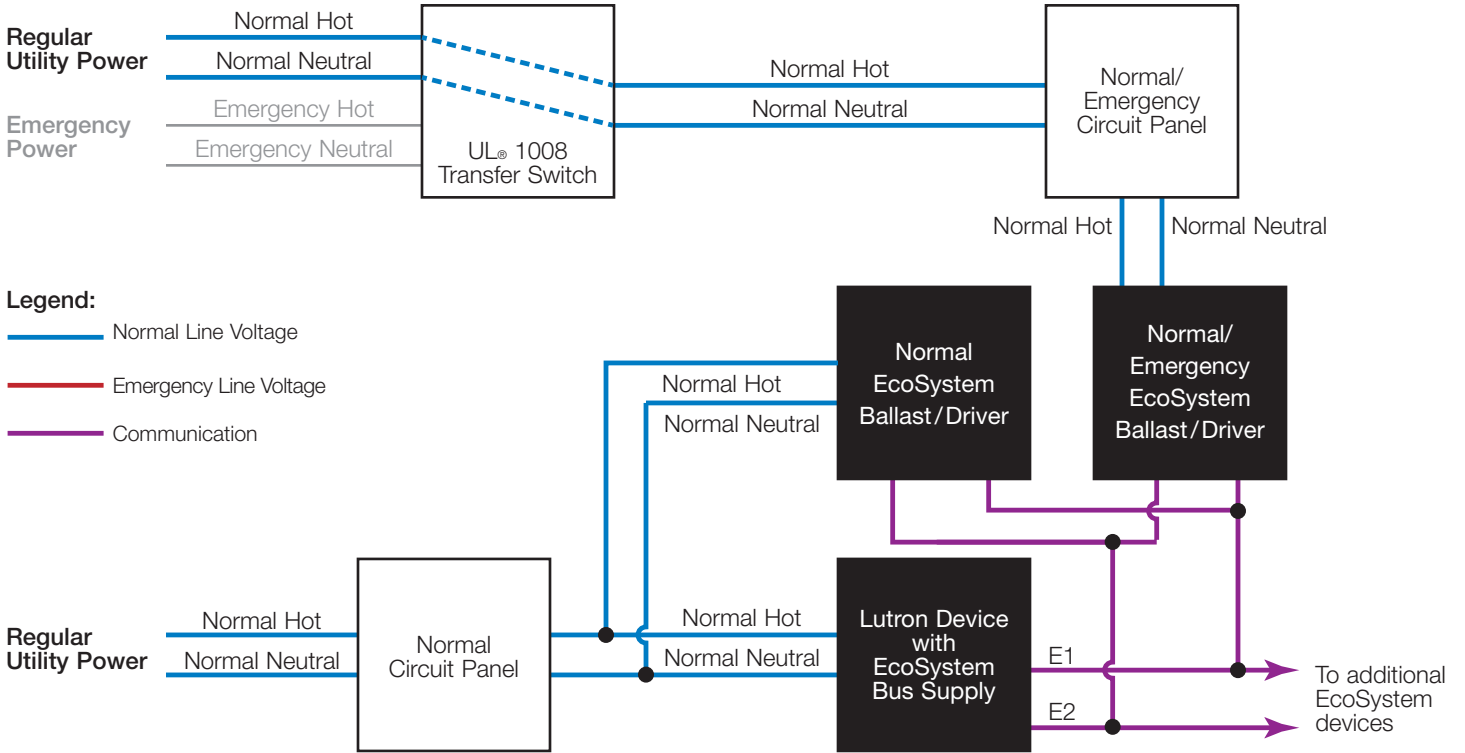 Regular
Utility Power
Normal Hot
Normal Neutral
Emergency
Power
Emergency Hot
Emergency Neutral
UL® 1008
Transfer Switch
Normal Hot
Normal Neutral
Normal/
Emergency
Circuit Panel
Normal Hot
Normal Neutral
Legend:
Normal Line Voltage
Emergency Line Voltage
Communication
Normal Hot
Normal Neutral
Normal
EcoSystem
Ballast/Driver
Normal/
Emergency
EcoSystem
Ballast/Driver
Regular
Utility Power
Normal Hot
Normal Neutral
Normal
Circuit Panel
Normal Hot
Normal Neutral
Lutron Device
with
EcoSystem
Bus Supply
E1
E2
To additional
EcoSystem
devices